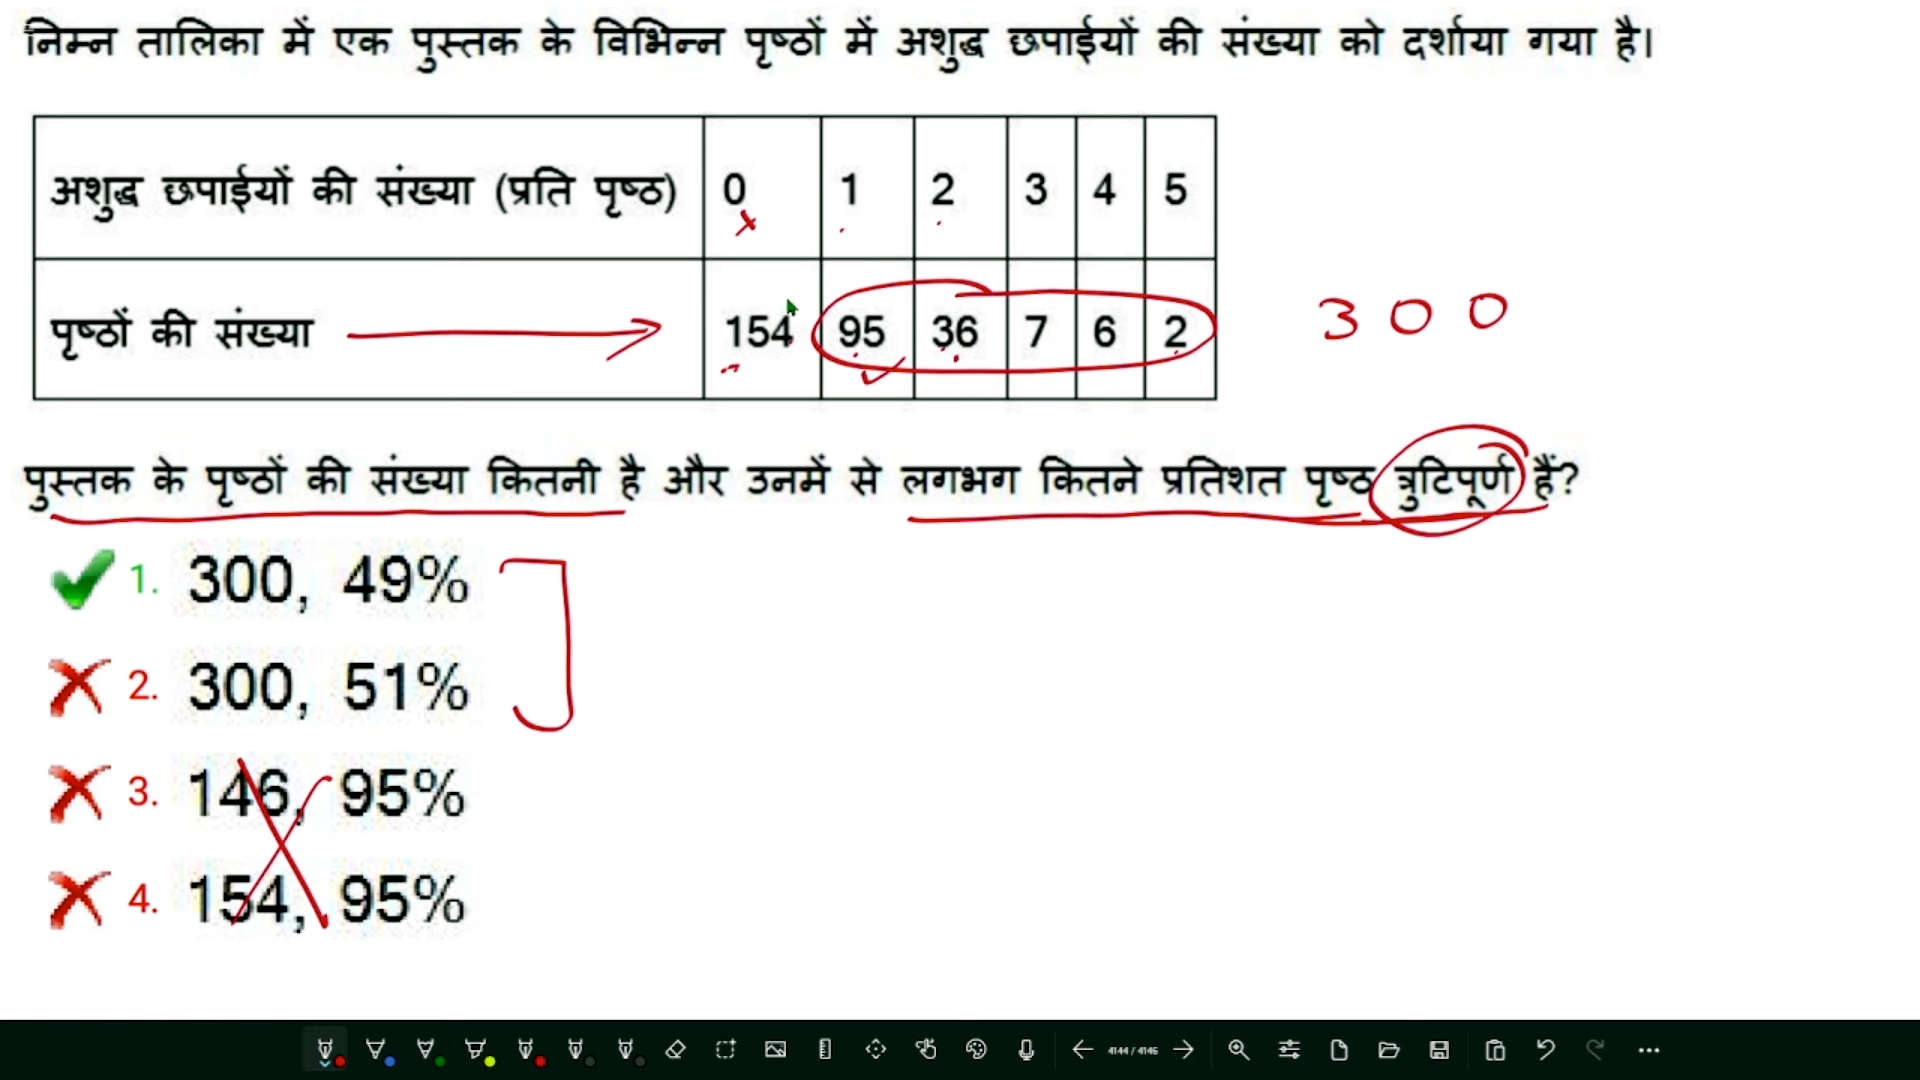 निम्न तालिका में एक पुस्तक के विभिन्न पृष्ठों में अशुद्ध छपाईयों की संख्या को दर्शाया गया है।
अशुद्ध छपाईयों की संख्या (प्रति पृष्ठ) 0 1 2 3 4 5
पृष्ठों की संख्या 154 95 36 7 6 2 300
पुस्तक के पृष्ठों की संख्या कितनी है और उनमें से लगभग कितने प्रतिशत पृष्ठ त्रुटिपूर्ण हैं?
1. 300, 49%
2. 300, 51%
3. 146, 95%
4. 154, 95%
4144 / 4146